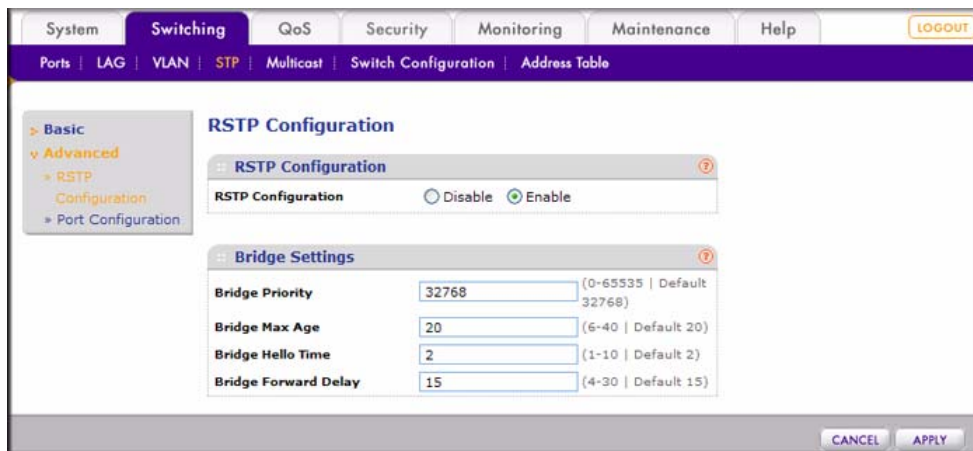 System Switching QoS Security Monitoring Maintenance Help LOGOUT
Ports | LAG | VLAN | STP | Multicast | Switch Configuration | Address Table
> Basic
v Advanced
» RSTP
Configuration
» Port Configuration
RSTP Configuration
:: RSTP Configuration ?
RSTP Configuration Disable Enable
:: Bridge Settings ?
Bridge Priority 32768 (0-65535 | Default
32768)
Bridge Max Age 20 (6-40 | Default 20)
Bridge Hello Time 2 (1-10 | Default 2)
Bridge Forward Delay 15 (4-30 | Default 15)
CANCEL APPLY